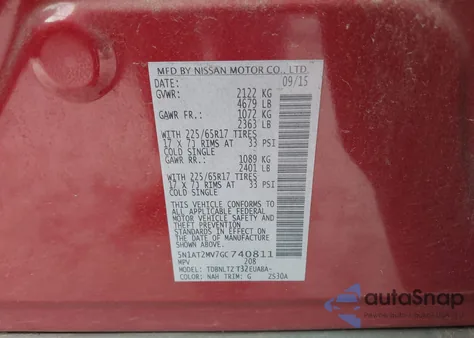 MFD BY NISSAN MOTOR CO., LTD.
DATE: 09/15
GVWR: 2122 KG
4679 LB
GAWR FR.: 1072 KG
2363 LB
WITH 225/65R17 TIRES
17 X 7J RIMS AT 33 PSI
COLD SINGLE
GAWR RR.: 1089 KG
2401 LB
WITH 225/65R17 TIRES
17 X 7J RIMS AT 33 PSI
COLD SINGLE
THIS VEHICLE CONFORMS TO
ALL APPLICABLE FEDERAL
MOTOR VEHICLE SAFETY
AND THEFT PREVENTION
STANDARDS IN EFFECT ON
THE DATE OF MANUFACTURE
SHOWN ABOVE.
5N1AT2MV7GC740811
MPV 208
MODEL: TDBNLTZ T32EUABA-
COLOR: NAH TRIM: G 2530A
autoSnap